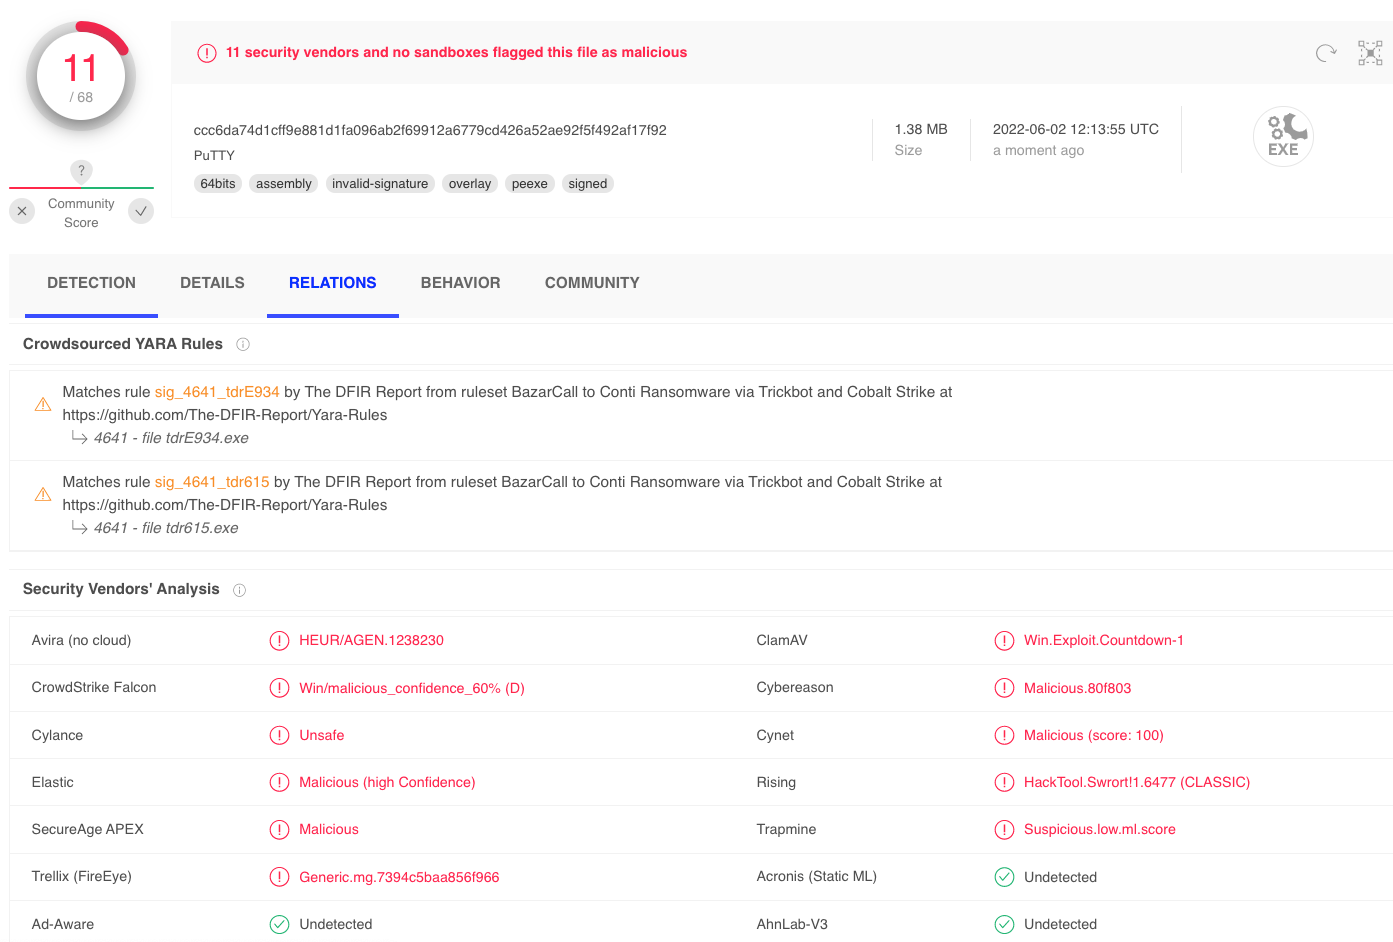 11
/ 68
?
Community
Score
11 security vendors and no sandboxes flagged this file as malicious
ccc6da74d1cff9e881d1fa096ab2f69912a6779cd426a52ae92f5f492af17f92
PuTTY
64bits assembly invalid-signature overlay peexe signed
1.38 MB
Size
2022-06-02 12:13:55 UTC
a moment ago
EXE
DETECTION DETAILS RELATIONS BEHAVIOR COMMUNITY
Crowdsourced YARA Rules
Matches rule sig_4641_tdrE934 by The DFIR Report from ruleset BazarCall to Conti Ransomware via Trickbot and Cobalt Strike at
https://github.com/The-DFIR-Report/Yara-Rules
4641 - file tdrE934.exe
Matches rule sig_4641_tdr615 by The DFIR Report from ruleset BazarCall to Conti Ransomware via Trickbot and Cobalt Strike at
https://github.com/The-DFIR-Report/Yara-Rules
4641 - file tdr615.exe
Security Vendors' Analysis
Avira (no cloud) HEUR/AGEN.1238230 ClamAV Win.Exploit.Countdown-1
CrowdStrike Falcon Win/malicious_confidence_60% (D) Cybereason Malicious.80f803
Cylance Unsafe Cynet Malicious (score: 100)
Elastic Malicious (high Confidence) Rising HackTool.Swrort!1.6477 (CLASSIC)
SecureAge APEX Malicious Trapmine Suspicious.low.ml.score
Trellix (FireEye) Generic.mg.7394c5baa856f966 Acronis (Static ML) Undetected
Ad-Aware Undetected AhnLab-V3 Undetected